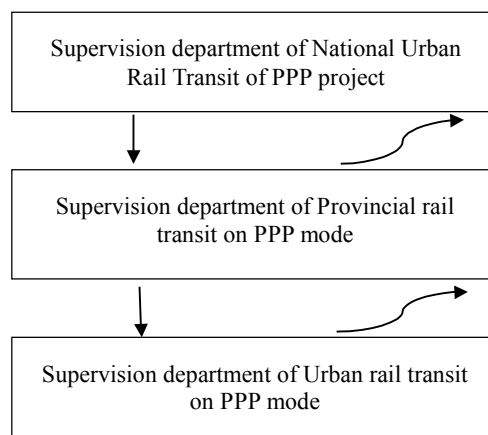 Supervision department of National Urban
Rail Transit of PPP project
Supervision department of Provincial rail
transit on PPP mode
Supervision department of Urban rail transit
on PPP mode